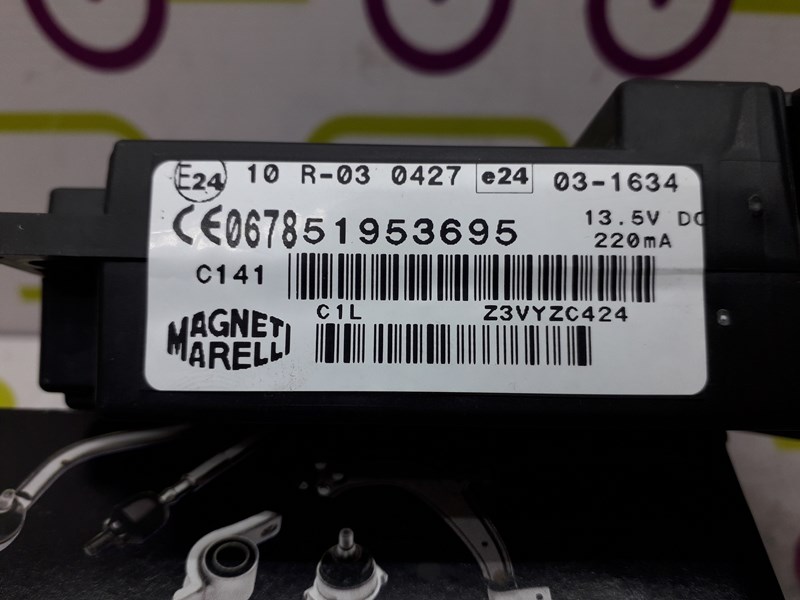 E24 10 R-03 0427 e24 03-1634
CE0678 51953695 13.5V DC
220mA
C141
C1L Z3VYZC424
MAGNETI
MARELLI